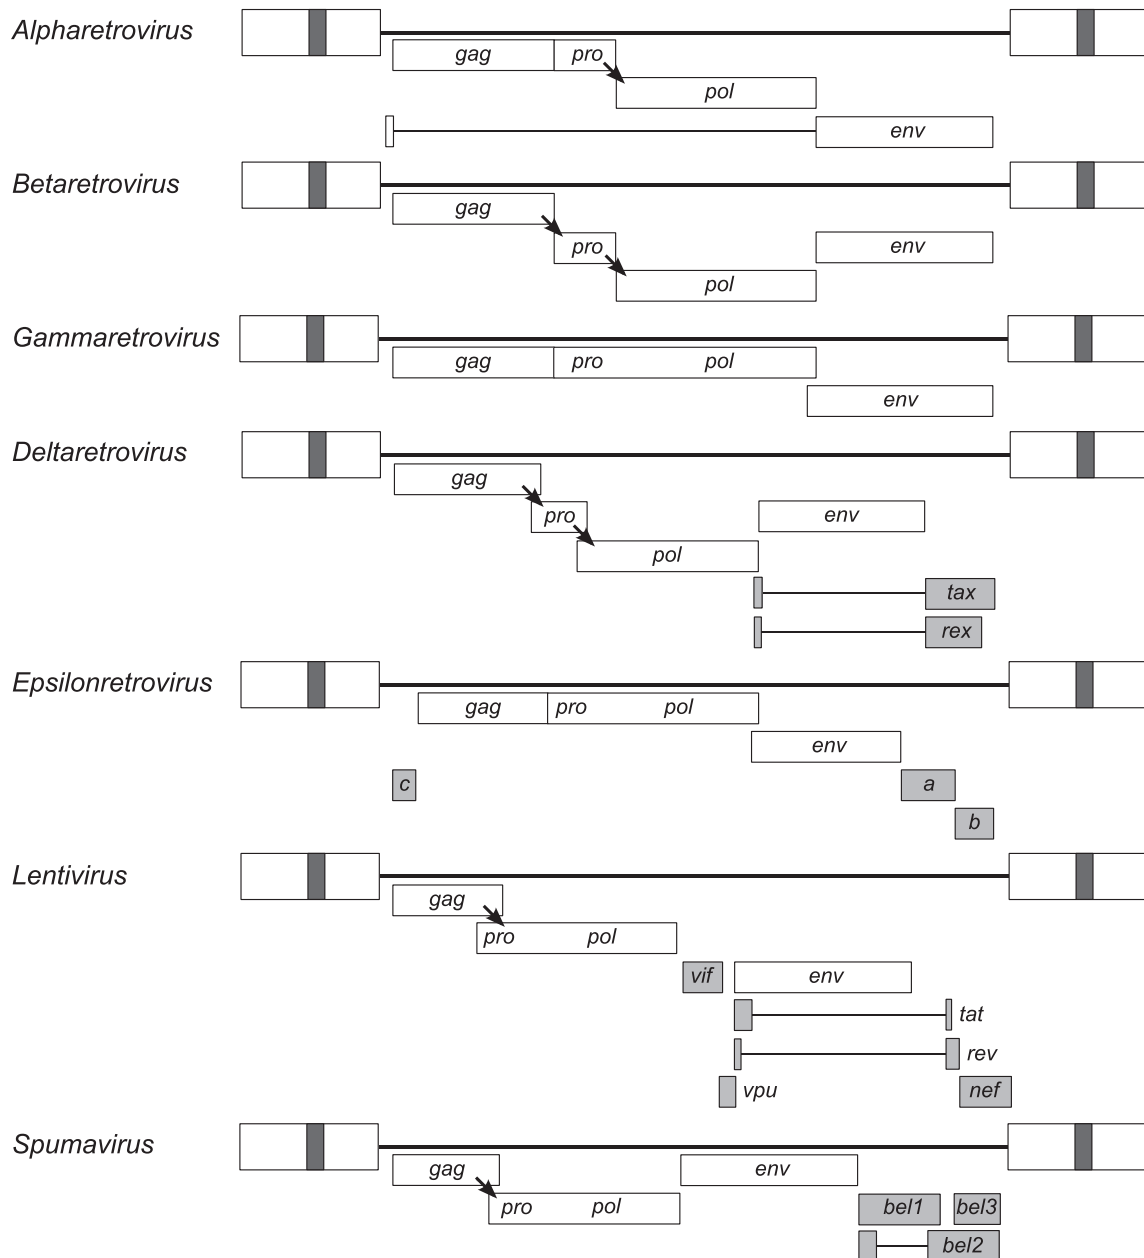 Alpharetrovirus
gag pro
pol
env
Betaretrovirus
gag
pro env
pol
Gammaretrovirus
gag pro pol
env
Deltaretrovirus
gag
pro env
pol
tax
rex
Epsilonretrovirus
gag pro pol
env
c a
b
Lentivirus
gag
pro pol
vif env
tat
rev
vpu nef
Spumavirus
gag env
pro pol
bel1 bel3
bel2